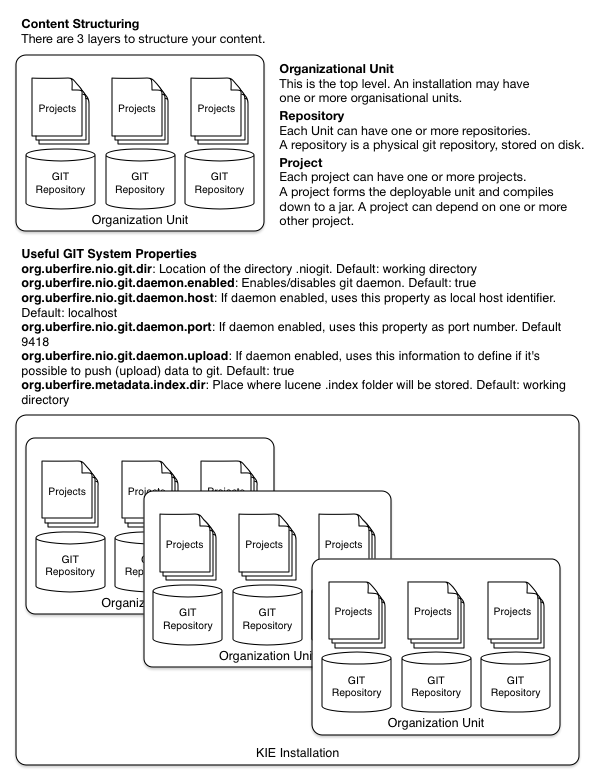 Content Structuring
There are 3 layers to structure your content.
Projects
Projects
Projects
GIT
Repository
GIT
Repository
GIT
Repository
Organization Unit
Organizational Unit
This is the top level. An installation may have
one or more organisational units.
Repository
Each Unit can have one or more repositories.
A repository is a physical git repository, stored on disk.
Project
Each project can have one or more projects.
A project forms the deployable unit and compiles
down to a jar. A project can depend on one or more
other project.
Useful GIT System Properties
org.uberfire.nio.git.dir: Location of the directory .niogit. Default: working directory
org.uberfire.nio.git.daemon.enabled: Enables/disables git daemon. Default: true
org.uberfire.nio.git.daemon.host: If daemon enabled, uses this property as local host identifier.
Default: localhost
org.uberfire.nio.git.daemon.port: If daemon enabled, uses this property as port number. Default
9418
org.uberfire.nio.git.daemon.upload: If daemon enabled, uses this information to define if it's
possible to push (upload) data to git. Default: true
org.uberfire.metadata.index.dir: Place where lucene .index folder will be stored. Default: working
directory
Projects
Projects
Projects
GIT
Repository
GIT
Rep
Organiz
Projects
Projects
Projects
GIT
Repository
GIT
Repository
Organization Uni
Projects
Projects
Projects
GIT
Repository
GIT
Repository
GIT
Repository
Organization Unit
KIE Installation